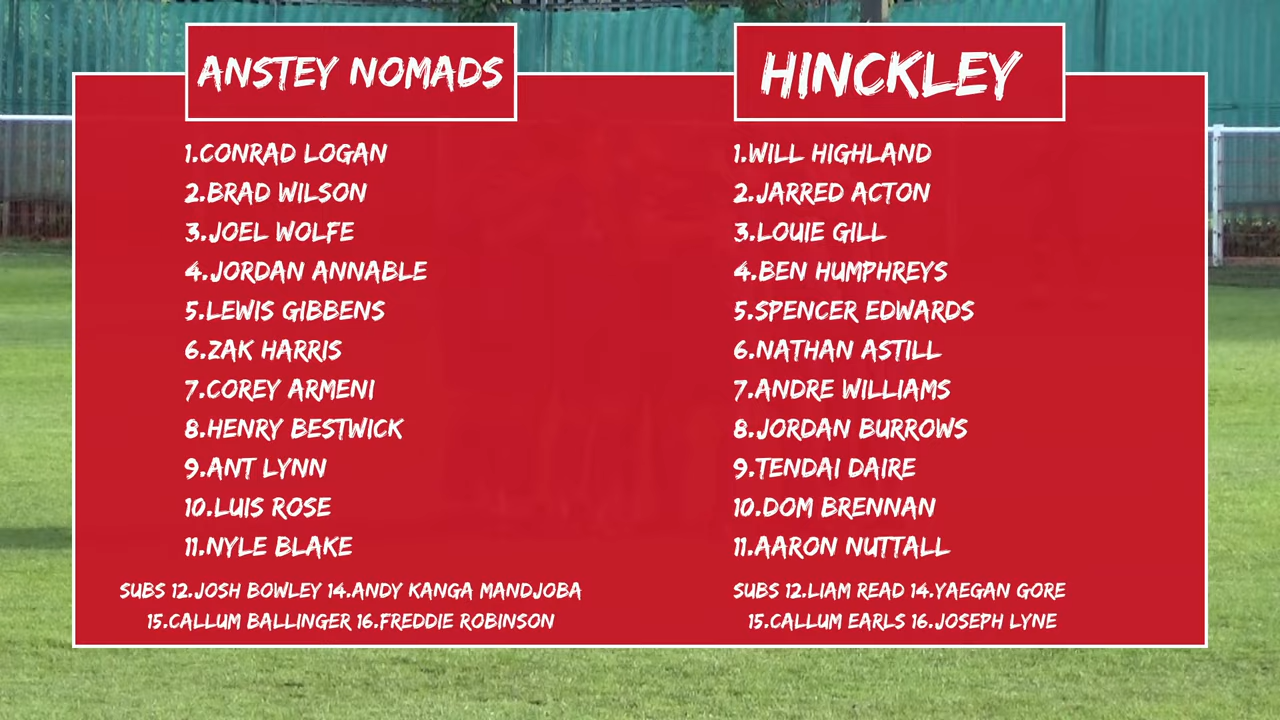 ANSTEY NOMADS
1.CONRAD LOGAN
2.BRAD WILSON
3.JOEL WOLFE
4.JORDAN ANNABLE
5.LEWIS GIBBENS
6.ZAK HARRIS
7.COREY ARMENI
8.HENRY BESTWICK
9.ANT LYNN
10.LUIS ROSE
11.NYLE BLAKE
SUBS 12.JOSH BOWLEY 14.ANDY KANGA MANDJOBA
15.CALLUM BALLINGER 16.FREDDIE ROBINSON
HINCKLEY
1.WILL HIGHLAND
2.JARRED ACTON
3.LOUIE GILL
4.BEN HUMPHREYS
5.SPENCER EDWARDS
6.NATHAN ASTILL
7.ANDRE WILLIAMS
8.JORDAN BURROWS
9.TENDAI DAIRE
10.DOM BRENNAN
11.AARON NUTTALL
SUBS 12.LIAM READ 14.YAEGAN GORE
15.CALLUM EARLS 16.JOSEPH LYNE